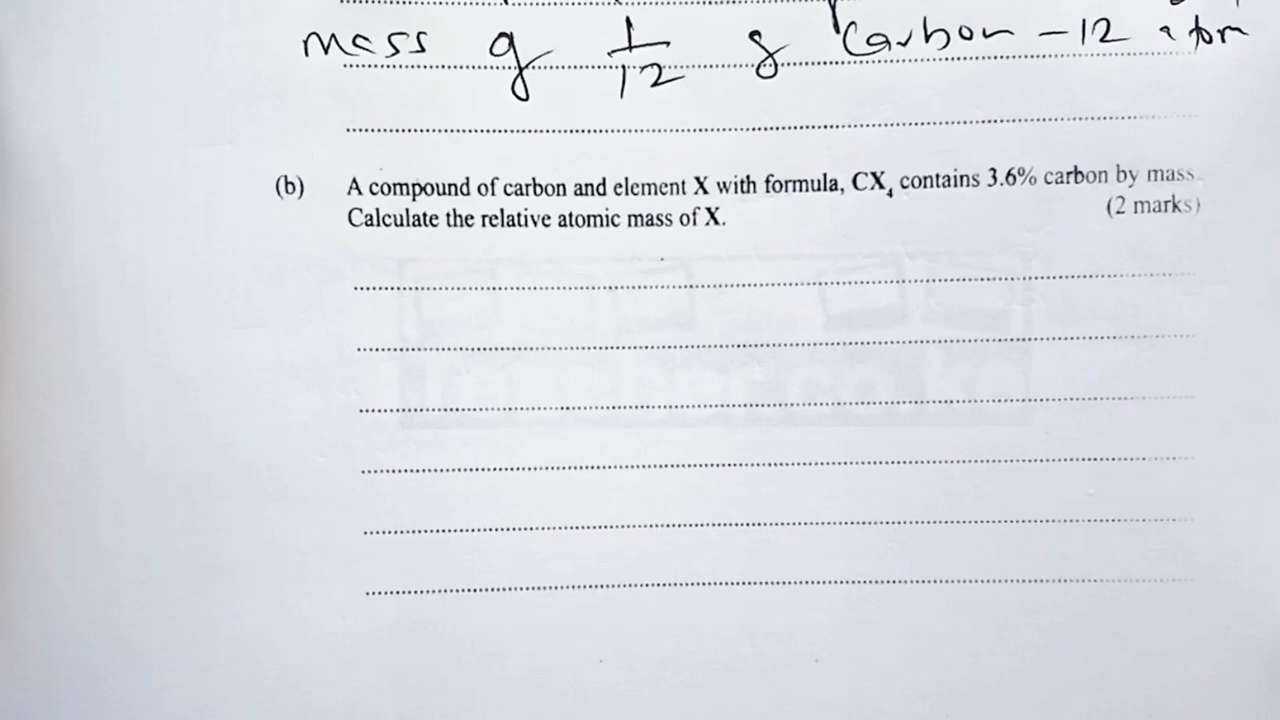 mass of 1/12 of Carbon-12 atom
(b) A compound of carbon and element X with formula, CX₄ contains 3.6% carbon by mass.
Calculate the relative atomic mass of X. (2 marks)